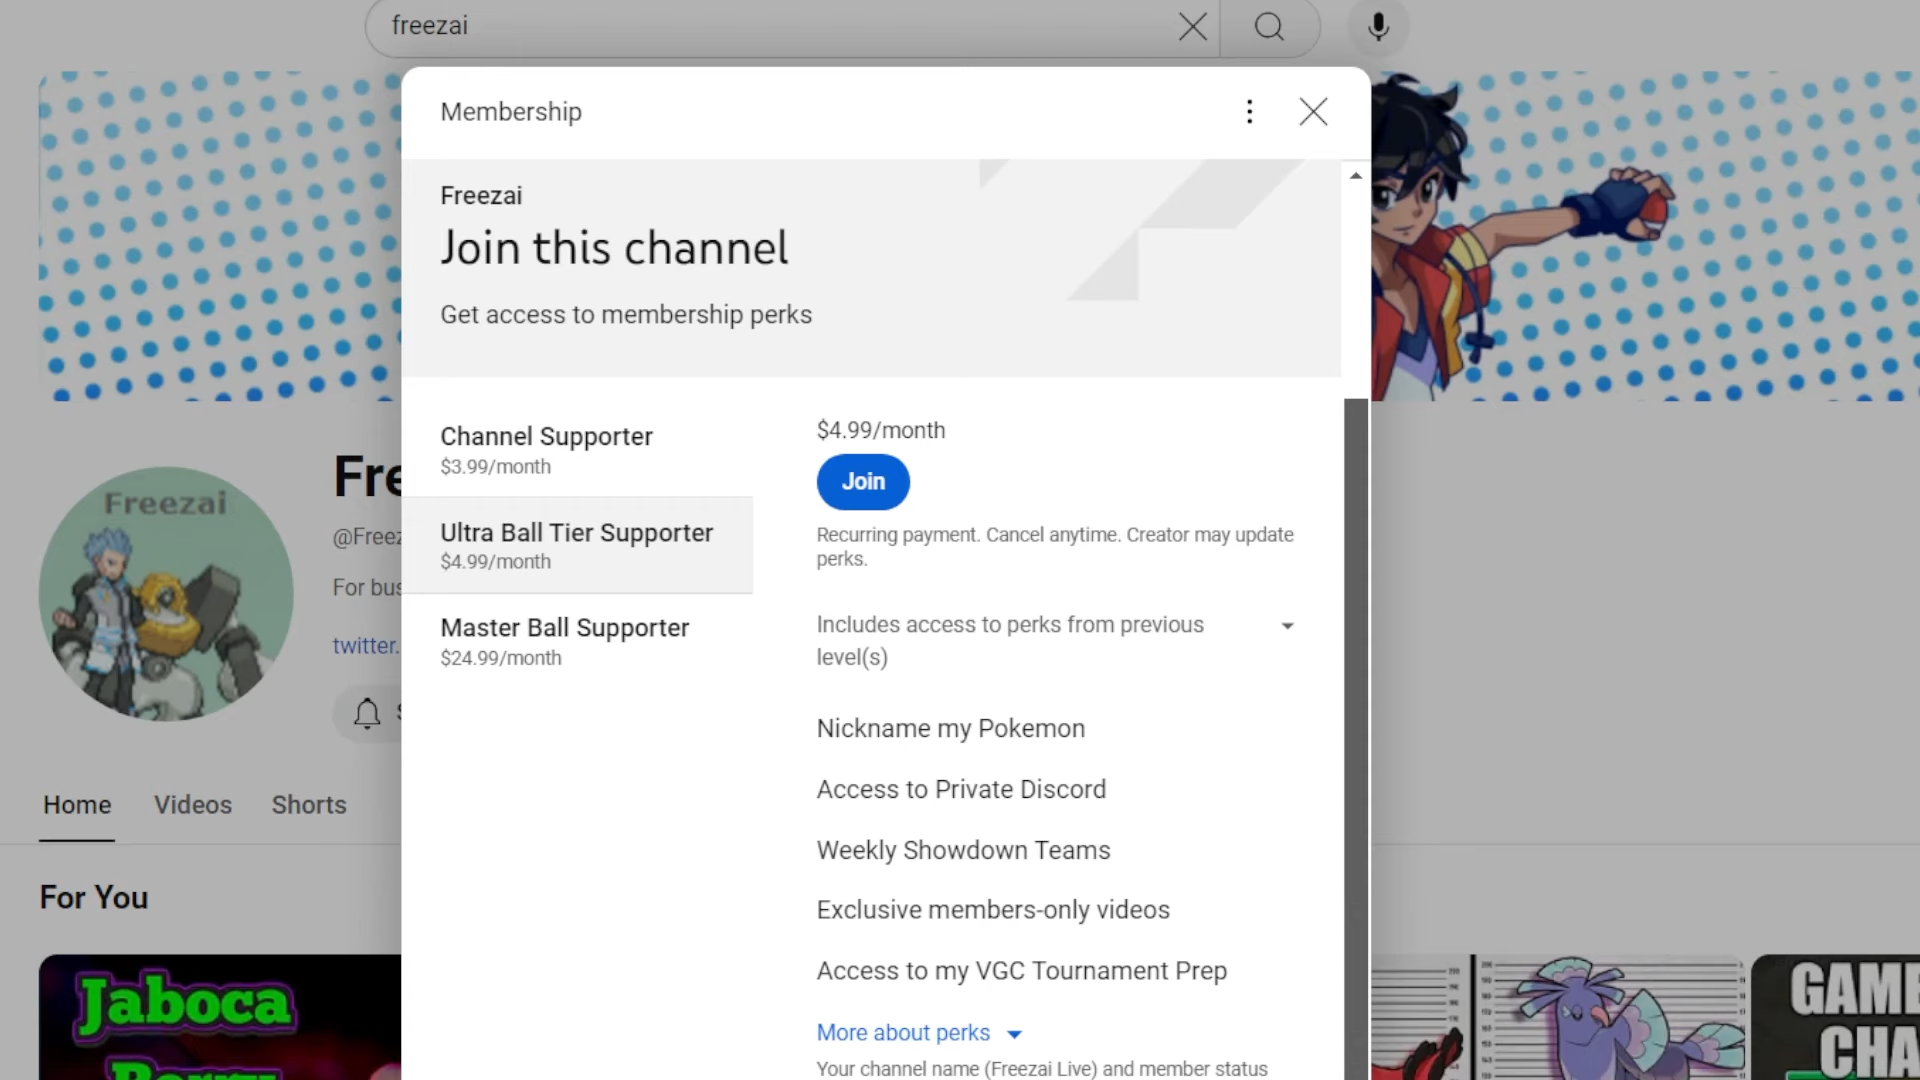 freezai
Membership
Freezai
Join this channel
Get access to membership perks
Channel Supporter
$3.99/month
Ultra Ball Tier Supporter
$4.99/month
Master Ball Supporter
$24.99/month
$4.99/month
Join
Recurring payment. Cancel anytime. Creator may update
perks.
Includes access to perks from previous
level(s)
Nickname my Pokemon
Access to Private Discord
Weekly Showdown Teams
Exclusive members-only videos
Access to my VGC Tournament Prep
More about perks
Your channel name (Freezai Live) and member status
Freezai
Fre
@Freez
For bus
twitter.
Home Videos Shorts
For You
Jaboca
Berry
GAME
CHA